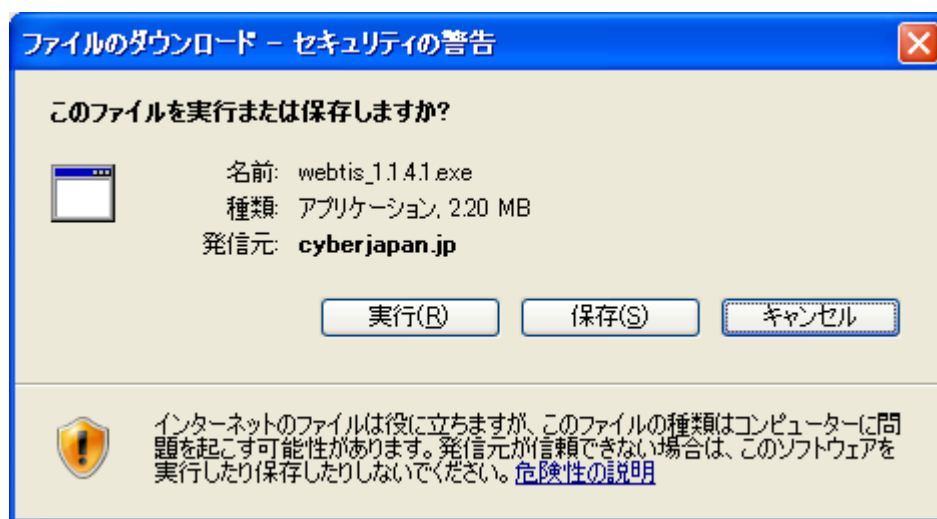 ファイルのダウンロード - セキュリティの警告
このファイルを実行または保存しますか?
名前: webtis_1.1.4.1.exe
種類: アプリケーション, 2.20 MB
発信元: cyberjapan.jp
実行(R) 保存(S) キャンセル
インターネットのファイルは役に立ちますが、このファイルの種類はコンピューターに問
題を起こす可能性があります。発信元が信頼できない場合は、このソフトウェアを
実行したり保存したりしないでください。危険性の説明